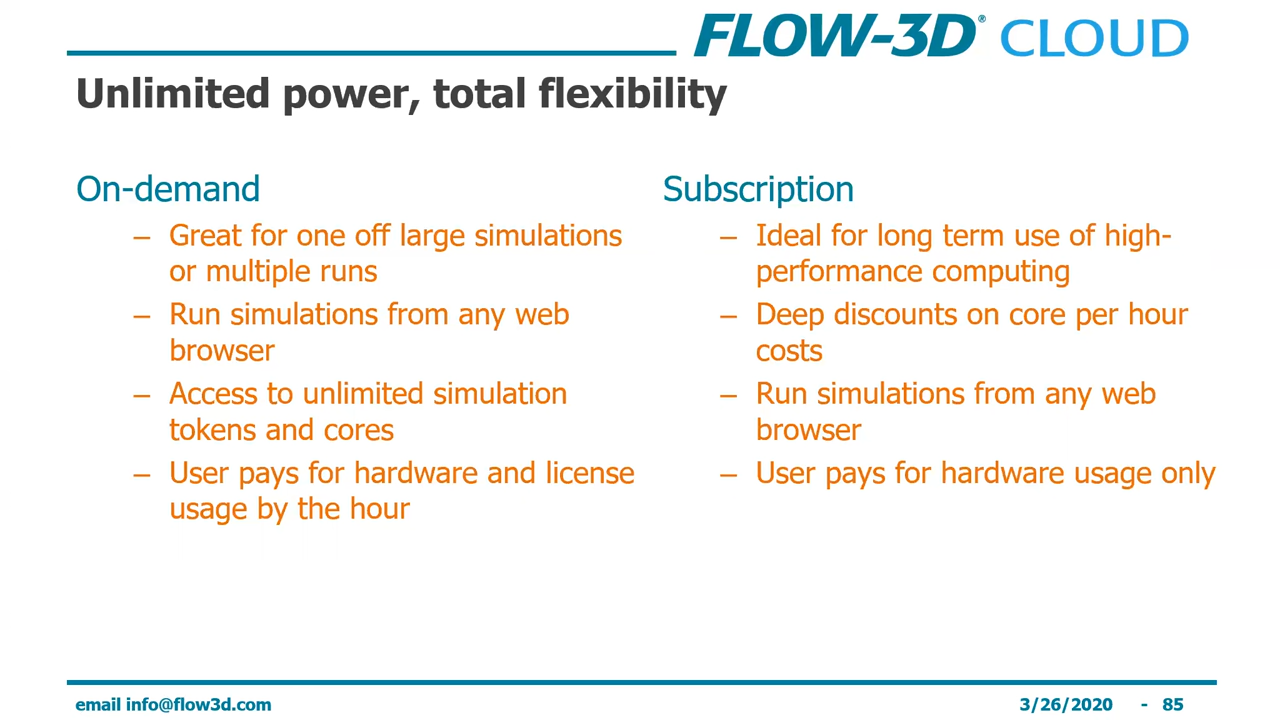 FLOW-3D® CLOUD
Unlimited power, total flexibility
On-demand
– Great for one off large simulations
or multiple runs
– Run simulations from any web
browser
– Access to unlimited simulation
tokens and cores
– User pays for hardware and license
usage by the hour
Subscription
– Ideal for long term use of high-
performance computing
– Deep discounts on core per hour
costs
– Run simulations from any web
browser
– User pays for hardware usage only
email info@flow3d.com
3/26/2020 - 85